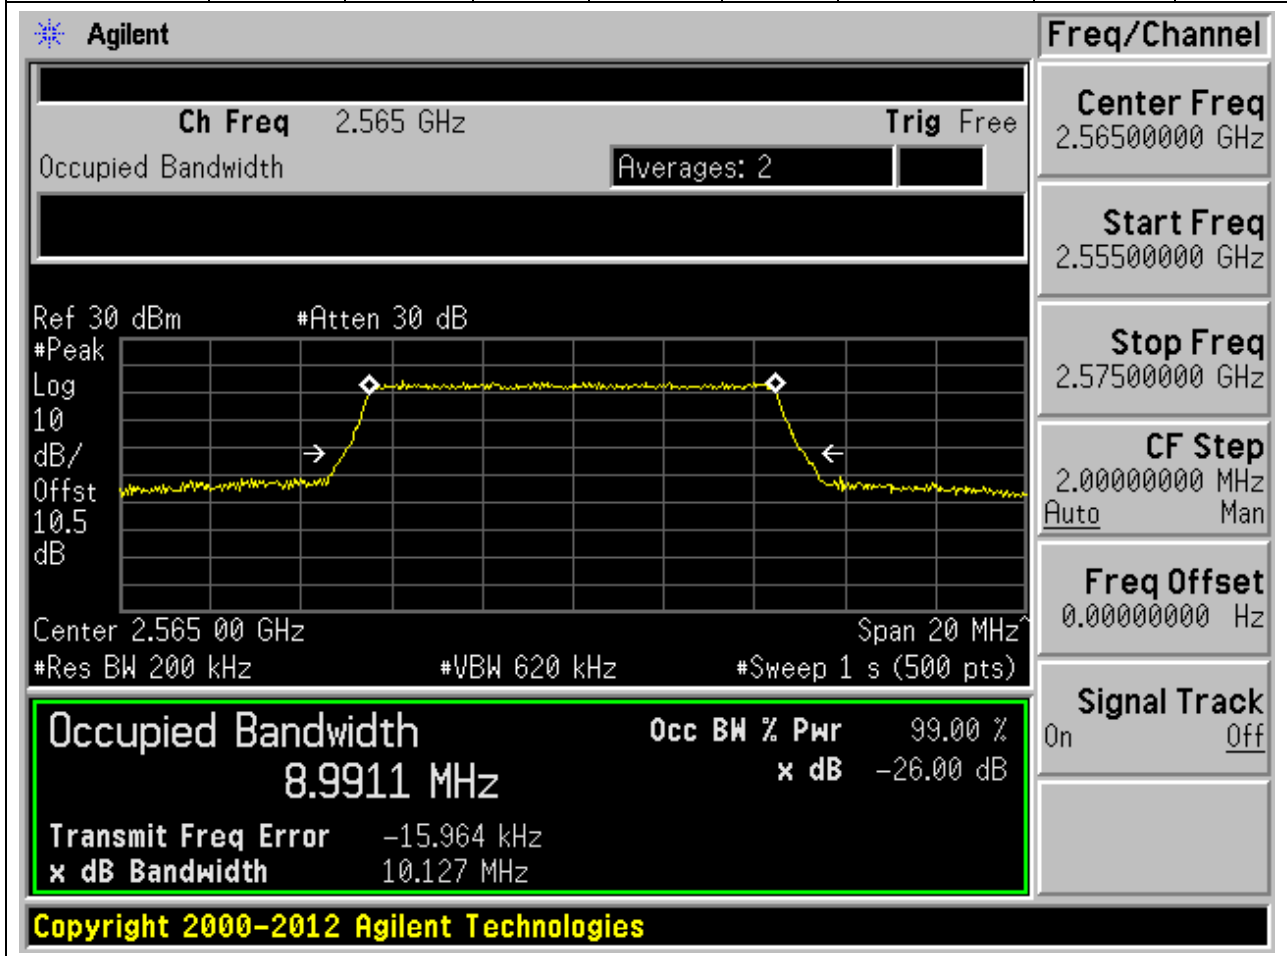 Agilent
Freq/Channel
Ch Freq 2.565 GHz Trig Free
Occupied Bandwidth Averages: 2
Center Freq
2.56500000 GHz
Start Freq
2.55500000 GHz
Stop Freq
2.57500000 GHz
CF Step
2.00000000 MHz
Auto Man
Freq Offset
0.00000000 Hz
Signal Track
On Off
Ref 30 dBm #Atten 30 dB
#Peak
Log
10
dB/
Offst
10.5
dB
Center 2.565 00 GHz Span 20 MHz^
#Res BW 200 kHz #VBW 620 kHz #Sweep 1 s (500 pts)
Occupied Bandwidth Occ BW % Pwr 99.00 %
8.9911 MHz x dB -26.00 dB
Transmit Freq Error -15.964 kHz
x dB Bandwidth 10.127 MHz
Copyright 2000-2012 Agilent Technologies